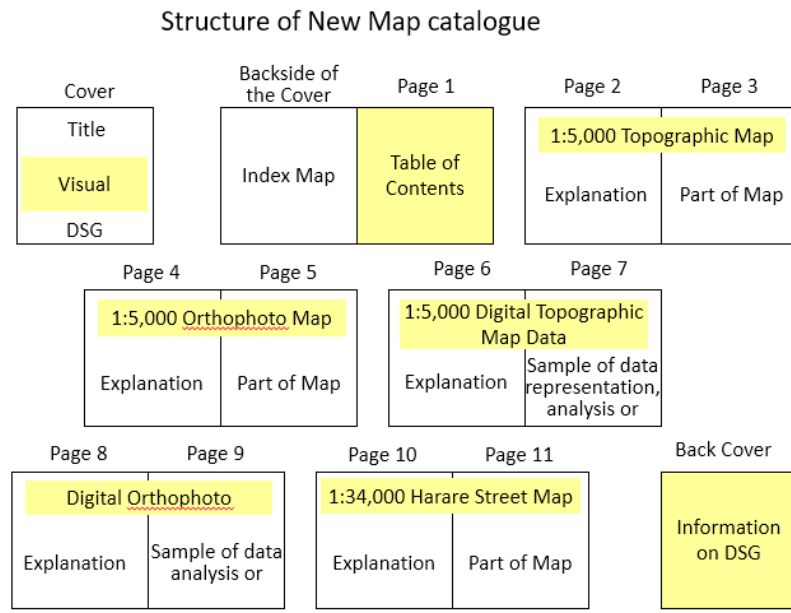 Structure of New Map catalogue
Cover
Title
Visual
DSG
Backside of
the Cover
Page 1
Index Map
Table of
Contents
Page 2
Page 3
1:5,000 Topographic Map
Explanation
Part of Map
Page 4
Page 5
1:5,000 Orthophoto Map
Explanation
Part of Map
Page 6
Page 7
1:5,000 Digital Topographic
Map Data
Explanation
Sample of data
representation,
analysis or
Page 8
Page 9
Digital Orthophoto
Explanation
Sample of data
analysis or
Page 10
Page 11
1:34,000 Harare Street Map
Explanation
Part of Map
Back Cover
Information
on DSG